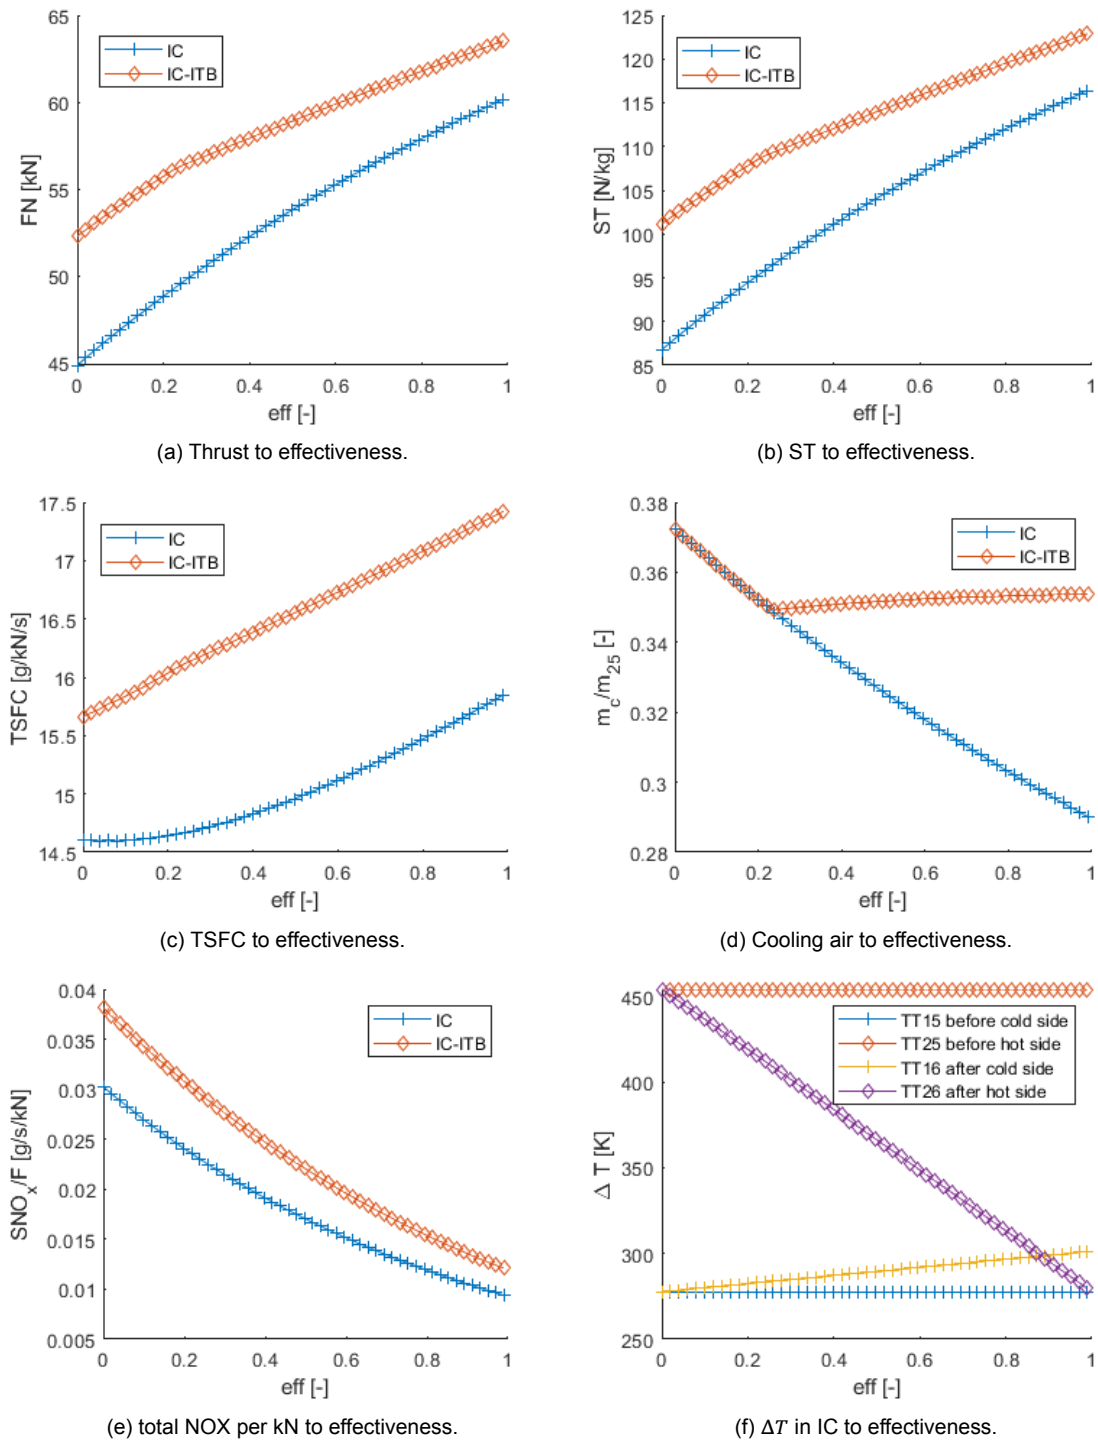 65
60
55
50
45
FN [kN]
IC
IC-ITB
0
0.2
0.4
0.6
0.8
1
eff [-]
(a) Thrust to effectiveness.
125
120
115
110
105
100
95
90
85
ST [N/kg]
IC
IC-ITB
0
0.2
0.4
0.6
0.8
1
eff [-]
(b) ST to effectiveness.
17.5
17
16.5
16
15.5
15
14.5
TSFC [g/kN/s]
IC
IC-ITB
0
0.2
0.4
0.6
0.8
1
eff [-]
(c) TSFC to effectiveness.
0.38
0.36
0.34
0.32
0.3
0.28
m_c/m_25 [-]
IC
IC-ITB
0
0.2
0.4
0.6
0.8
1
eff [-]
(d) Cooling air to effectiveness.
0.04
0.035
0.03
0.025
0.02
0.015
0.01
0.005
SNO_x/F [g/s/kN]
IC
IC-ITB
0
0.2
0.4
0.6
0.8
1
eff [-]
(e) total NOX per kN to effectiveness.
450
400
350
300
250
Δ T [K]
TT15 before cold side
TT25 before hot side
TT16 after cold side
TT26 after hot side
0
0.2
0.4
0.6
0.8
1
eff [-]
(f) ΔT in IC to effectiveness.